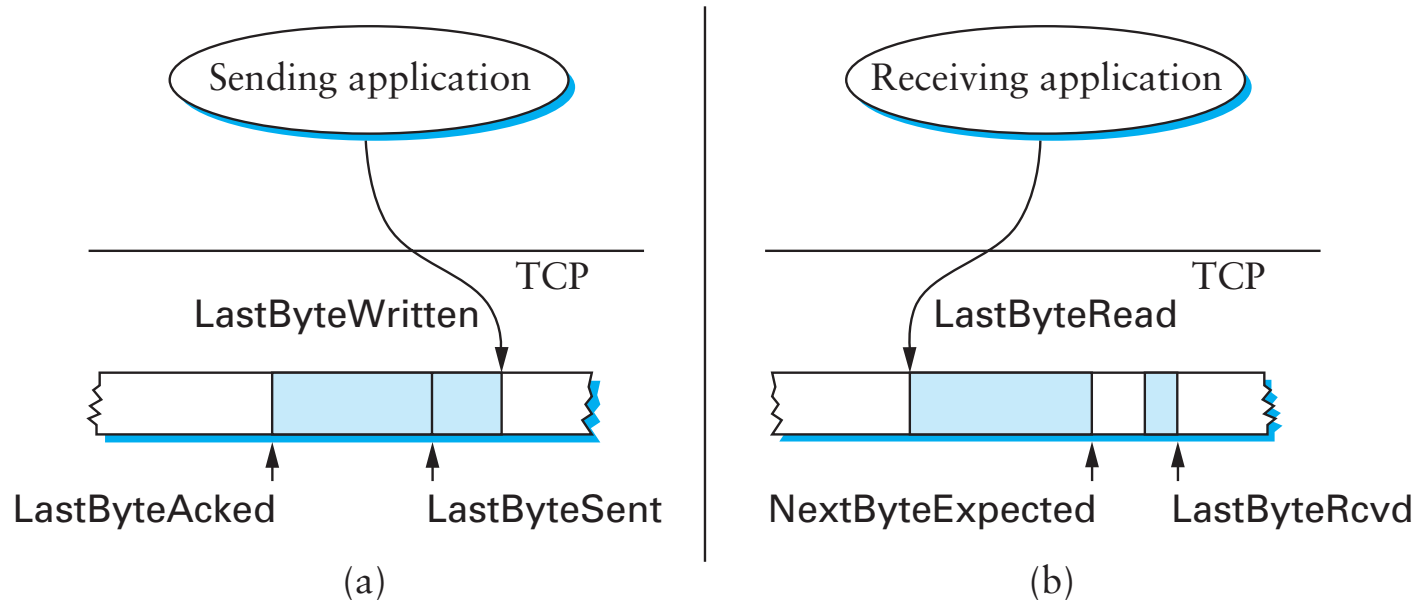 Sending application
TCP
LastByteWritten
LastByteAcked
LastByteSent
(a)
Receiving application
TCP
LastByteRead
NextByteExpected
LastByteRcvd
(b)